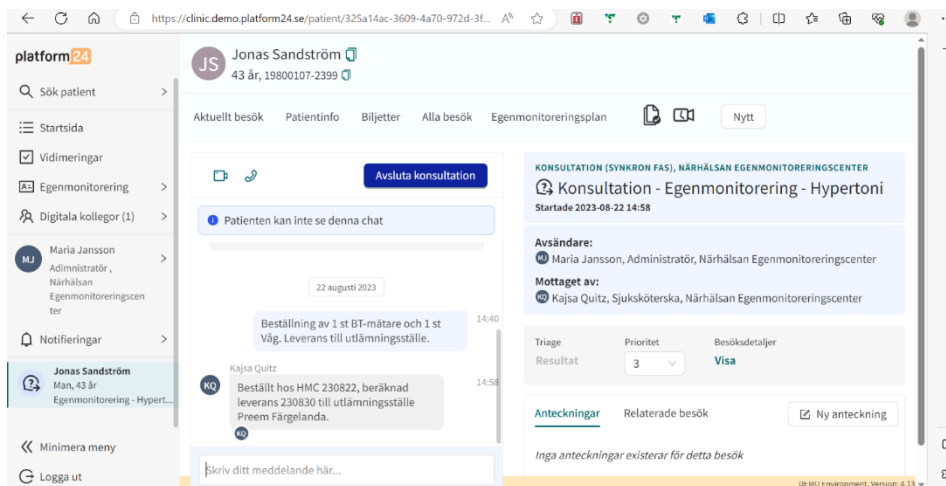 https://clinic.demo.platform24.se/patient/325a14ac-3609-4a70-972d-3f...
platform24
Sök patient
Startsida
Vidimeringar
Egenmonitorering
Digitala kollegor (1)
MJ
Maria Jansson
Adimnistratör,
Närhälsan
Egenmonitoreringscen
ter
Notifieringar
Jonas Sandström
Man, 43 år
Egenmonitorering - Hypert...
Minimera meny
Logga ut
JS
Jonas Sandström
43 år, 19800107-2399
Aktuellt besök
Patientinfo
Biljetter
Alla besök
Egenmonitoreringsplan
Nytt
Avsluta konsultation
Patienten kan inte se denna chat
22 augusti 2023
14:40
Beställning av 1 st BT-mätare och 1 st
Våg. Leverans till utlämningsställe.
Kajsa Quitz
14:58
KQ
Beställt hos HMC 230822, beräknad
leverans 230830 till utlämningsställe
Preem Färgelanda.
KQ
Skriv ditt meddelande här...
KONSULTATION (SYNKRON FAS), NÄRHÄLSAN EGENMONITORERINGSCENTER
Konsultation - Egenmonitorering - Hypertoni
Startade 2023-08-22 14:58
Avsändare:
MJ Maria Jansson, Administratör, Närhälsan Egenmonitoreringscenter
Mottaget av:
KQ Kajsa Quitz, Sjuksköterska, Närhälsan Egenmonitoreringscenter
Triage
Prioritet
Besöksdetaljer
Resultat
3
Visa
Anteckningar
Relaterade besök
Ny anteckning
Inga anteckningar existerar för detta besök
DEMO Environment. Version: 4.13